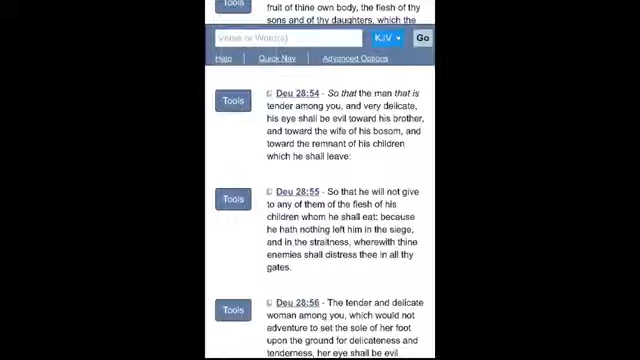 Tools
fruit of thine own body, the flesh of thy
sons and of thy daughters, which the
Verse or Word(s)
KJV
Go
Help
Quick Nav
Advanced Options
Tools
Deu 28:54 - So that the man that is
tender among you, and very delicate,
his eye shall be evil toward his brother,
and toward the wife of his bosom, and
toward the remnant of his children
which he shall leave:
Tools
Deu 28:55 - So that he will not give
to any of them of the flesh of his
children whom he shall eat: because
he hath nothing left him in the siege,
and in the straitness, wherewith thine
enemies shall distress thee in all thy
gates.
Tools
Deu 28:56 - The tender and delicate
woman among you, which would not
adventure to set the sole of her foot
upon the ground for delicateness and
tenderness, her eye shall be evil